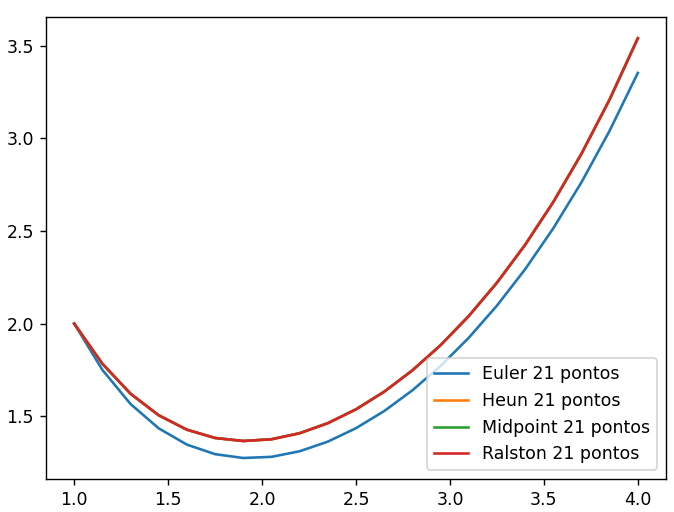 3.5
3.0
2.5
2.0
1.5
1.0 1.5 2.0 2.5 3.0 3.5 4.0
Euler 21 pontos
Heun 21 pontos
Midpoint 21 pontos
Ralston 21 pontos